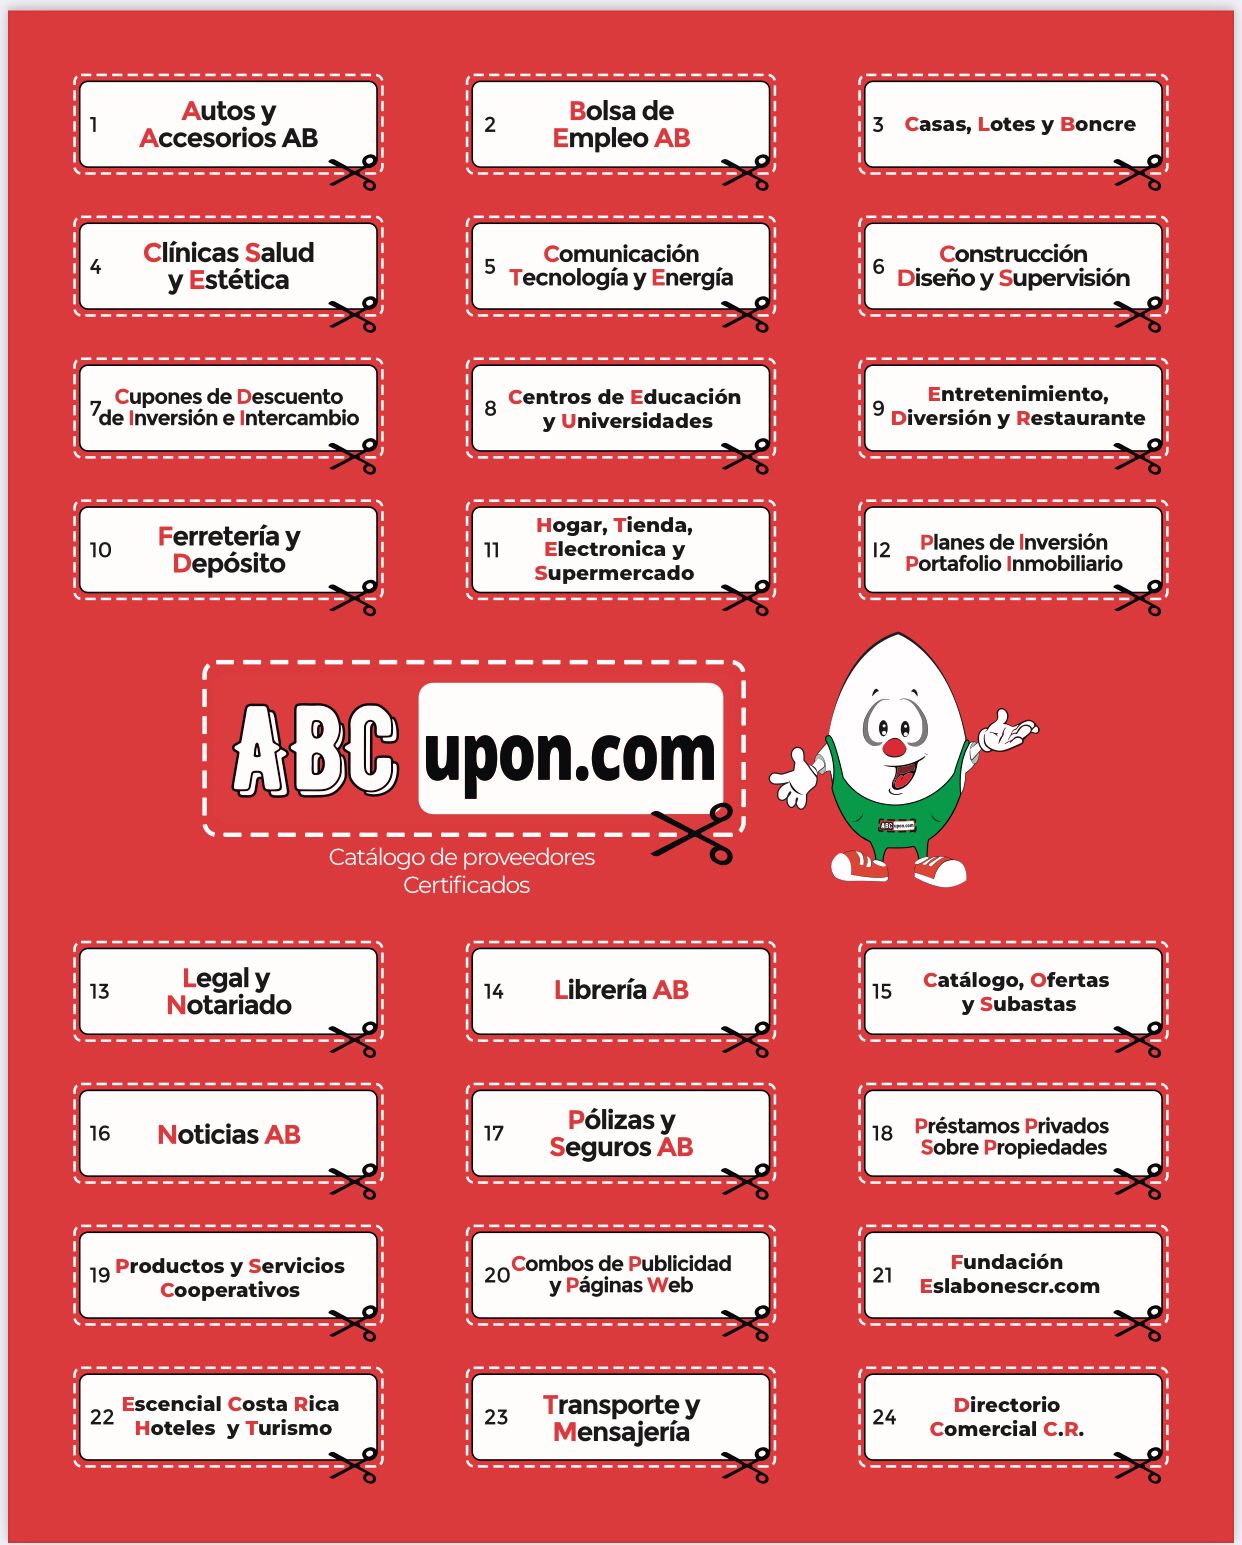 1
Autos y
Accesorios AB
2
Bolsa de
Empleo AB
3
Casas, Lotes y Boncre
4
Clínicas Salud
y Estética
5
Comunicación
Tecnología y Energía
6
Construcción
Diseño y Supervisión
7
Cupones de Descuento
de Inversión e Intercambio
8
Centros de Educación
y Universidades
9
Entretenimiento,
Diversión y Restaurante
10
Ferretería y
Depósito
11
Hogar, Tienda,
Electronica y
Supermercado
12
Planes de Inversión
Portafolio Inmobiliario
ABC upon.com
Catálogo de proveedores
Certificados
ABC upon.com
13
Legal y
Notariado
14
Librería AB
15
Catálogo, Ofertas
y Subastas
16
Noticias AB
17
Pólizas y
Seguros AB
18
Préstamos Privados
Sobre Propiedades
19
Productos y Servicios
Cooperativos
20
Combos de Publicidad
y Páginas Web
21
Fundación
Eslabonescr.com
22
Escencial Costa Rica
Hoteles y Turismo
23
Transporte y
Mensajería
24
Directorio
Comercial C.R.